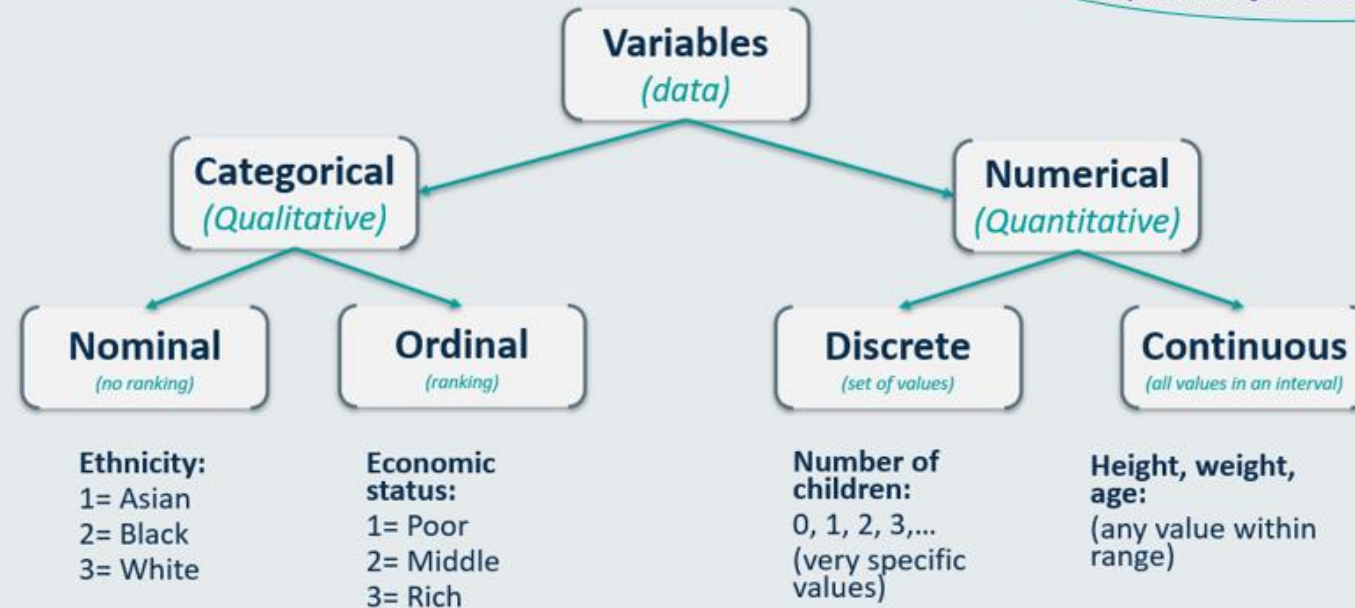 Variables
(data)
Categorical
(Qualitative)
Numerical
(Quantitative)
Nominal
(no ranking)
Ordinal
(ranking)
Discrete
(set of values)
Continuous
(all values in an interval)
Ethnicity:
1= Asian
2= Black
3= White
Economic
status:
1= Poor
2= Middle
3= Rich
Number of
children:
0, 1, 2, 3,...
(very specific
values)
Height, weight,
age:
(any value within
range)